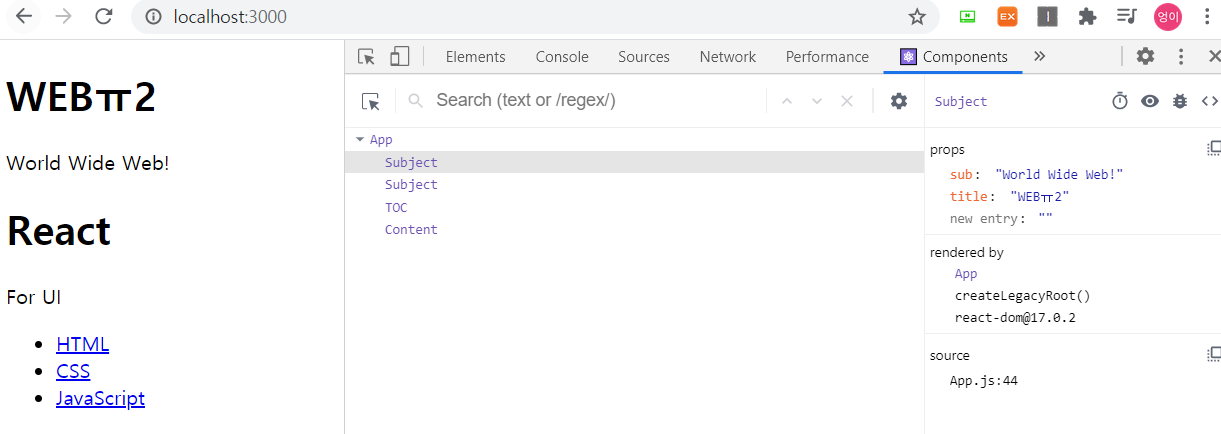 localhost:3000
EX
엉이
WEBㅠ2
World Wide Web!
React
For UI
HTML
CSS
JavaScript
Elements Console Sources Network Performance Components
Search (text or /regex/)
App
Subject
Subject
TOC
Content
Subject
props
sub: "World Wide Web!"
title: "WEBㅠ2"
new entry: ""
rendered by
App
createLegacyRoot()
react-dom@17.0.2
source
App.js:44